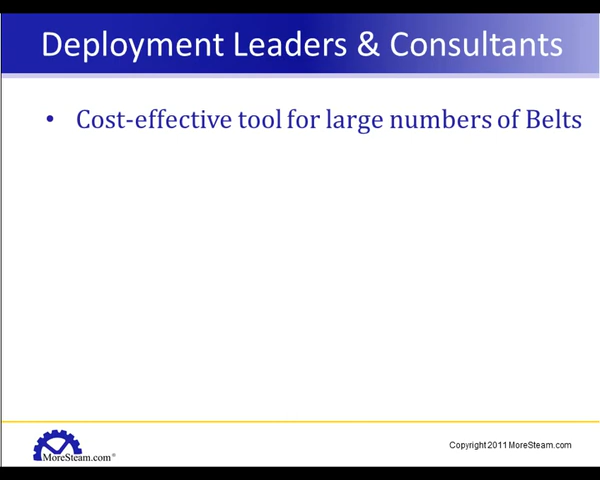 Deployment Leaders & Consultants
• Cost-effective tool for large numbers of Belts
MoreSteam.com®
Copyright 2011 MoreSteam.com